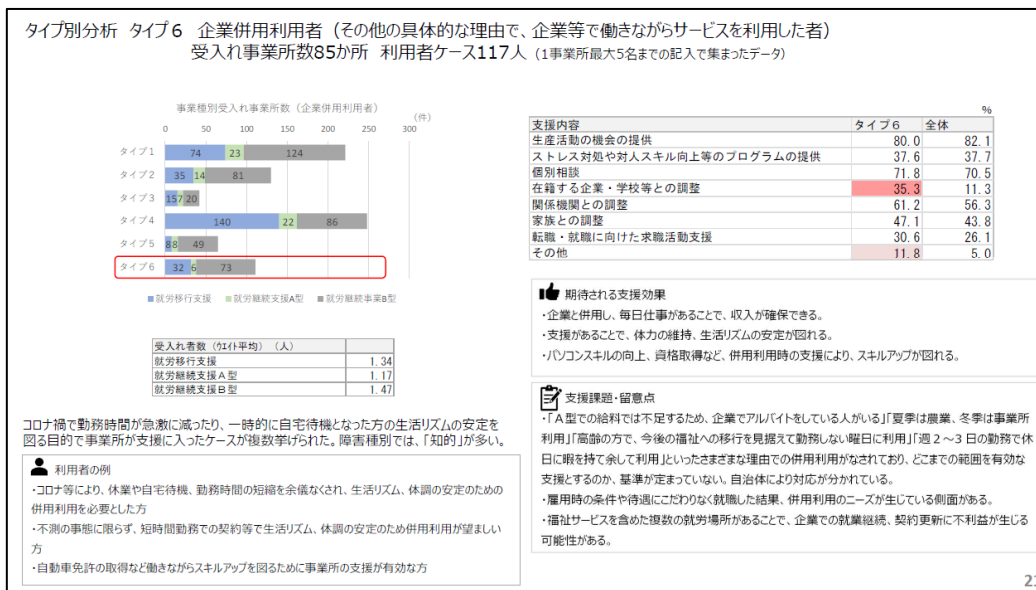 タイプ別分析 タイプ6 企業併用利用者（その他の具体的な理由で、企業等で働きながらサービスを利用した者）
受入れ事業所数85か所 利用者ケース117人（1事業所最大5名までの記入で集まったデータ）
事業種別受入れ事業所数（企業併用利用者）
（件）
0 50 100 150 200 250 300
タイプ1 74 23 124
タイプ2 35 14 81
タイプ3 15 7 20
タイプ4 140 22 86
タイプ5 8 8 49
タイプ6 32 6 73
■就労移行支援 ■就労継続支援A型 ■就労継続事業B型
受入れ者数（ｳｴｲﾄ平均）（人）
就労移行支援 1.34
就労継続支援A型 1.17
就労継続支援B型 1.47
コロナ禍で勤務時間が急激に減ったり、一時的に自宅待機となった方の生活リズムの安定を
図る目的で事業所が支援に入ったケースが複数挙げられた。障害種別では、「知的」が多い。
利用者の例
・コロナ等により、休業や自宅待機、勤務時間の短縮を余儀なくされ、生活リズム、体調の安定のための
併用利用を必要とした方
・不測の事態に限らず、短時間勤務での契約等で生活リズム、体調の安定のため併用利用が望ましい
方
・自動車免許の取得など働きながらスキルアップを図るために事業所の支援が有効な方
%
支援内容 タイプ6 全体
生産活動の機会の提供 80.0 82.1
ストレス対処や対人スキル向上等のプログラムの提供 37.6 37.7
個別相談 71.8 70.5
在籍する企業・学校等との調整 35.3 11.3
関係機関との調整 61.2 56.3
家族との調整 47.1 43.8
転職・就職に向けた求職活動支援 30.6 26.1
その他 11.8 5.0
期待される支援効果
・企業と併用し、毎日仕事があることで、収入が確保できる。
・支援があることで、体力の維持、生活リズムの安定が図れる。
・パソコンスキルの向上、資格取得など、併用利用時の支援により、スキルアップが図れる。
支援課題・留意点
・「A型での給料では不足するため、企業でアルバイトをしている人がいる」「夏季は農業、冬季は事業所
利用」「高齢の方で、今後の福祉への移行を見据えて勤務しない曜日に利用」「週2～3日の勤務で休
日に暇を持て余して利用」といったさまざまな理由での併用利用がなされており、どこまでの範囲を有効な
支援とするのか、基準が定まっていない。自治体により対応が分かれている。
・雇用時の条件や待遇にこだわりなく就職した結果、併用利用のニーズが生じている側面がある。
・福祉サービスを含めた複数の就労場所があることで、企業での就業継続、契約更新に不利益が生じる
可能性がある。